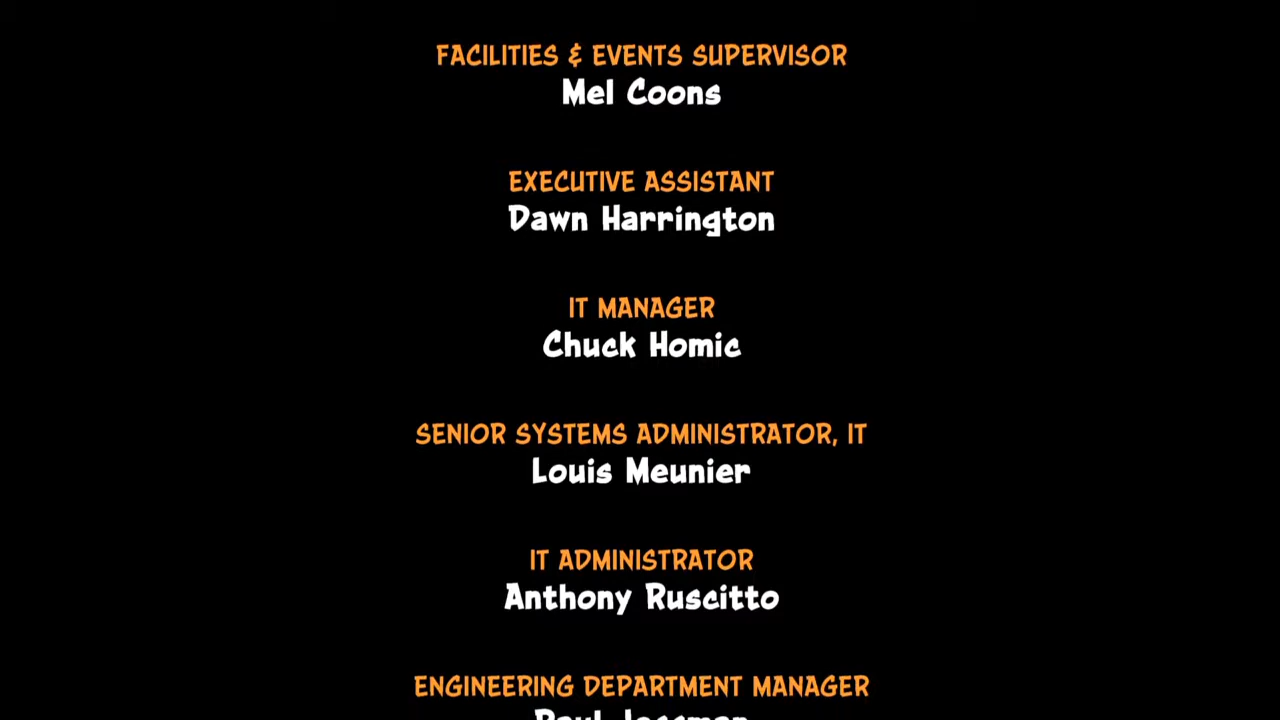 FACILITIES & EVENTS SUPERVISOR
Mel Coons
EXECUTIVE ASSISTANT
Dawn Harrington
IT MANAGER
Chuck Homic
SENIOR SYSTEMS ADMINISTRATOR, IT
Louis Meunier
IT ADMINISTRATOR
Anthony Ruscitto
ENGINEERING DEPARTMENT MANAGER
Paul